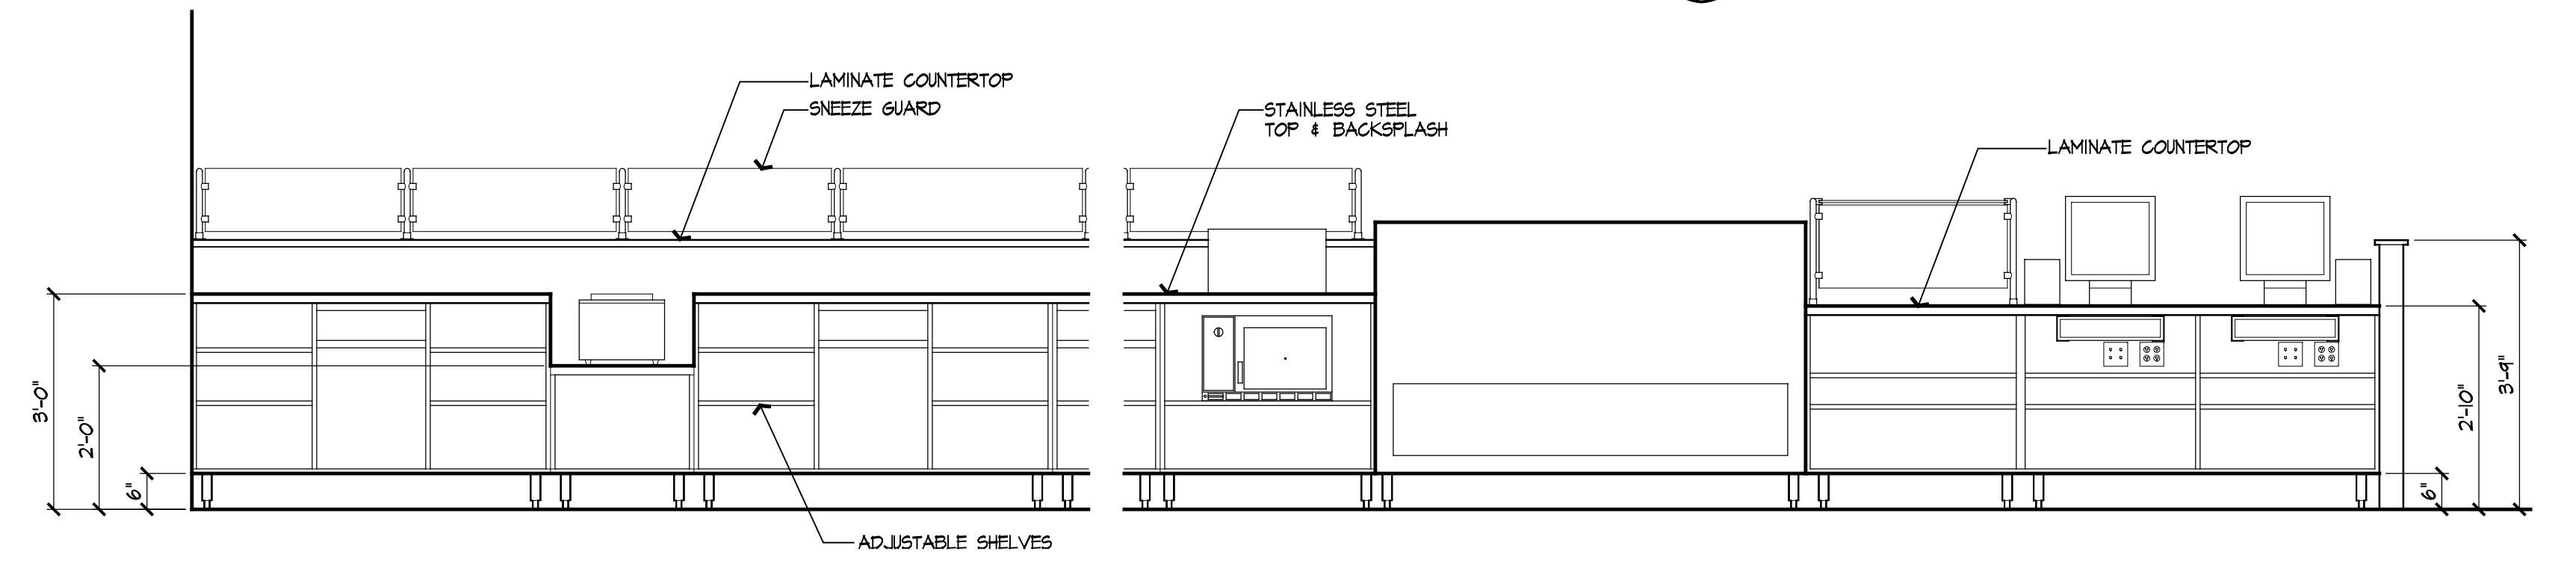 LAMINATE COUNTERTOP
SNEEZE GUARD
STAINLESS STEEL
TOP & BACKSPLASH
LAMINATE COUNTERTOP
3'-0"
2'-0"
6"
2'-10"
3'-9"
6"
ADJUSTABLE SHELVES